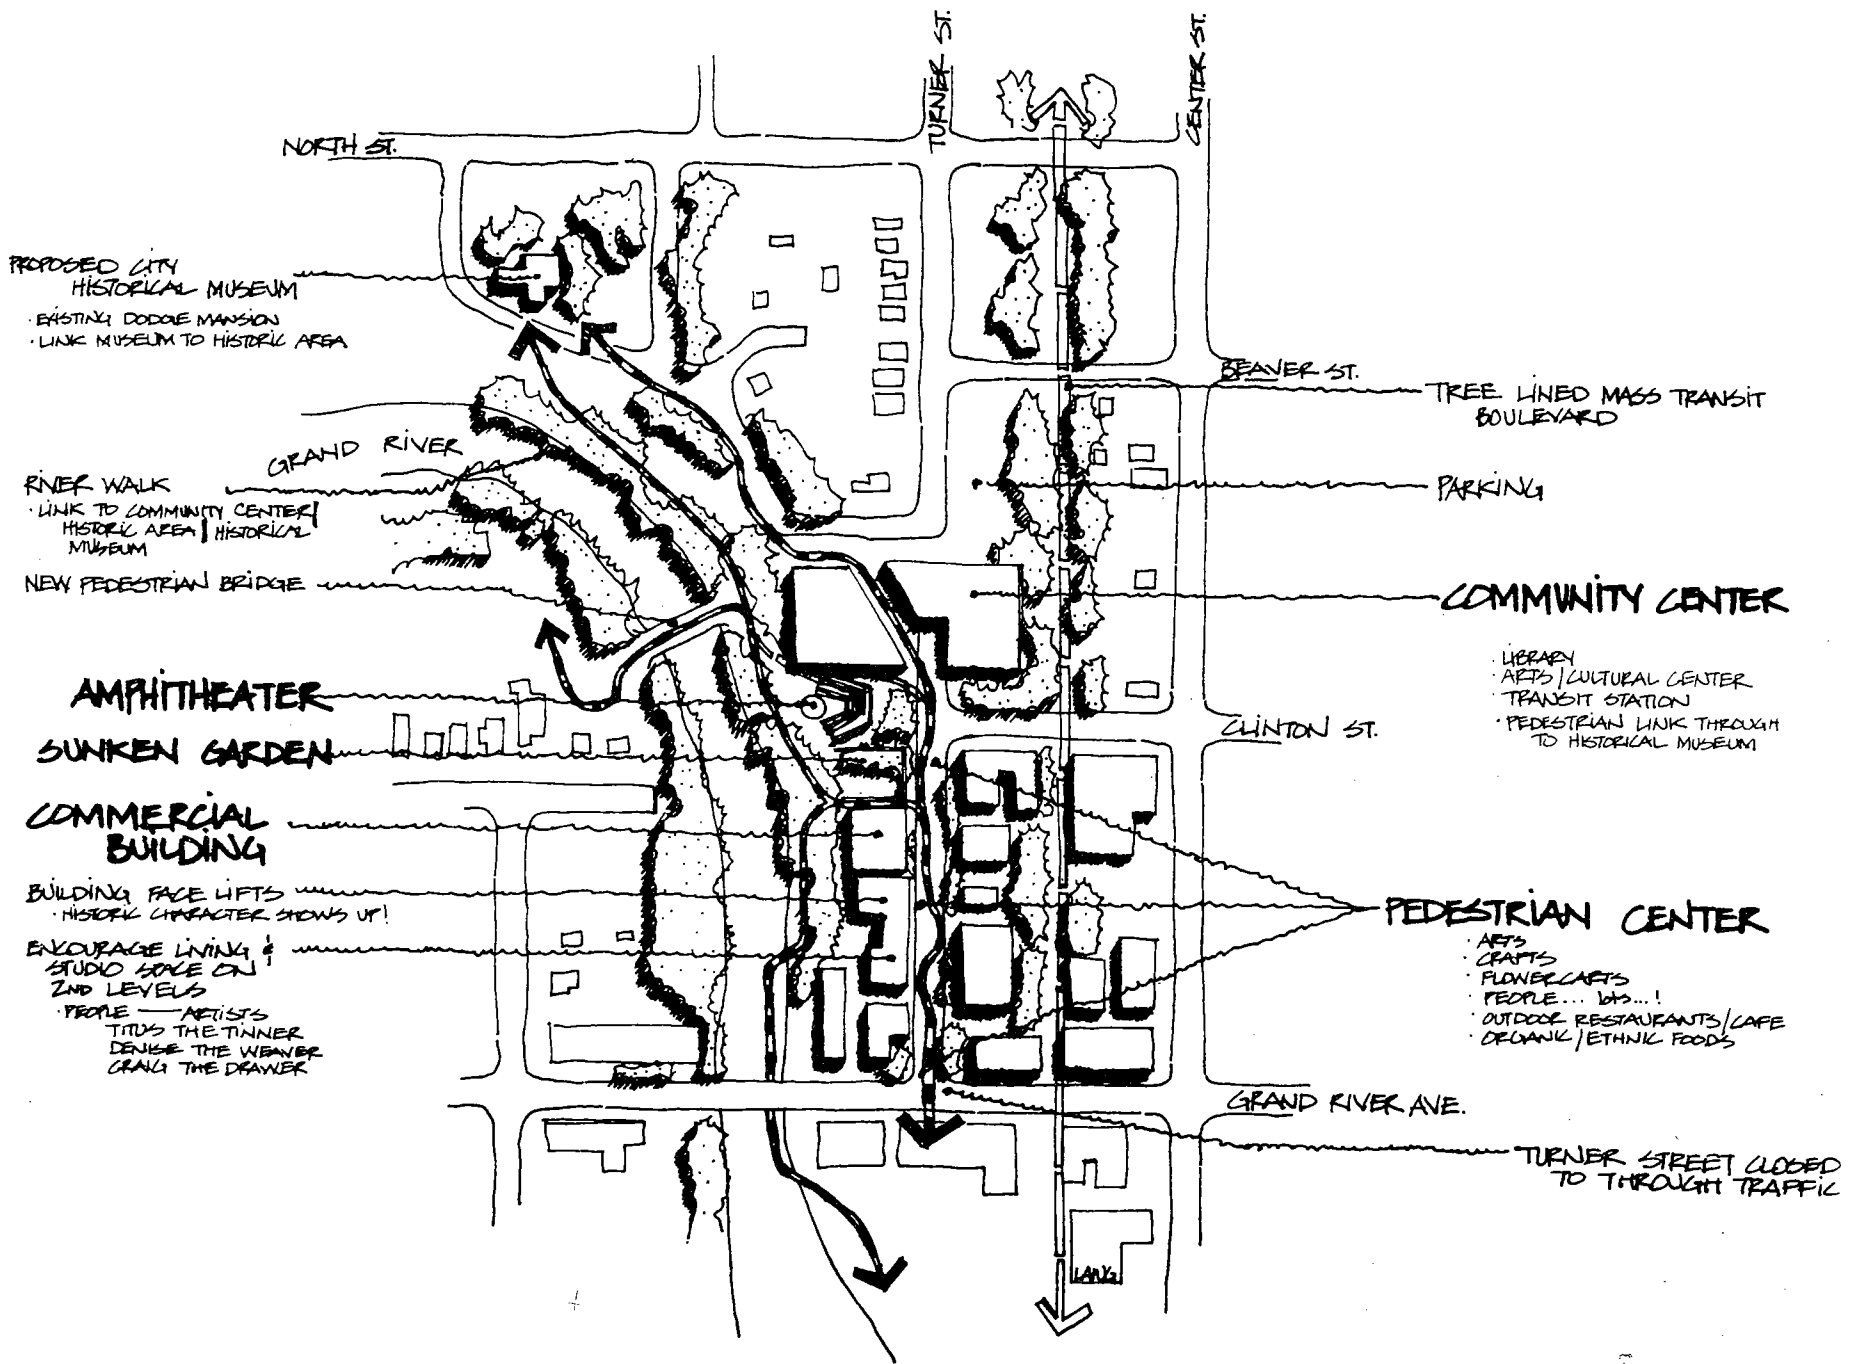 TURNER ST.
CENTER ST.
NORTH ST.
PROPOSED CITY
HISTORICAL MUSEUM
· EXISTING DODGE MANSION
· LINK MUSEUM TO HISTORIC AREA
GRAND RIVER
RIVER WALK
· LINK TO COMMUNITY CENTER/
HISTORIC AREA / HISTORICAL
MUSEUM
NEW PEDESTRIAN BRIDGE
AMPHITHEATER
SUNKEN GARDEN
COMMERCIAL
BUILDING
BUILDING FACE LIFTS
· HISTORIC CHARACTER SHOWS UP!
ENCOURAGE LIVING &
STUDIO SPACE ON
2ND LEVELS
· PEOPLE — ARTISTS
TITUS THE TINNER
DENISE THE WEAVER
CRAIG THE DRAWER
BEAVER ST.
TREE LINED MASS TRANSIT
BOULEVARD
PARKING
COMMUNITY CENTER
· LIBRARY
· ARTS / CULTURAL CENTER
· TRANSIT STATION
· PEDESTRIAN LINK THROUGH
TO HISTORICAL MUSEUM
CLINTON ST.
PEDESTRIAN CENTER
· ARTS
· CRAFTS
· FLOWERCARTS
· PEOPLE... lots...!
· OUTDOOR RESTAURANTS/CAFE
· ORGANIC/ETHNIC FOODS
GRAND RIVER AVE.
TURNER STREET CLOSED
TO THROUGH TRAFFIC